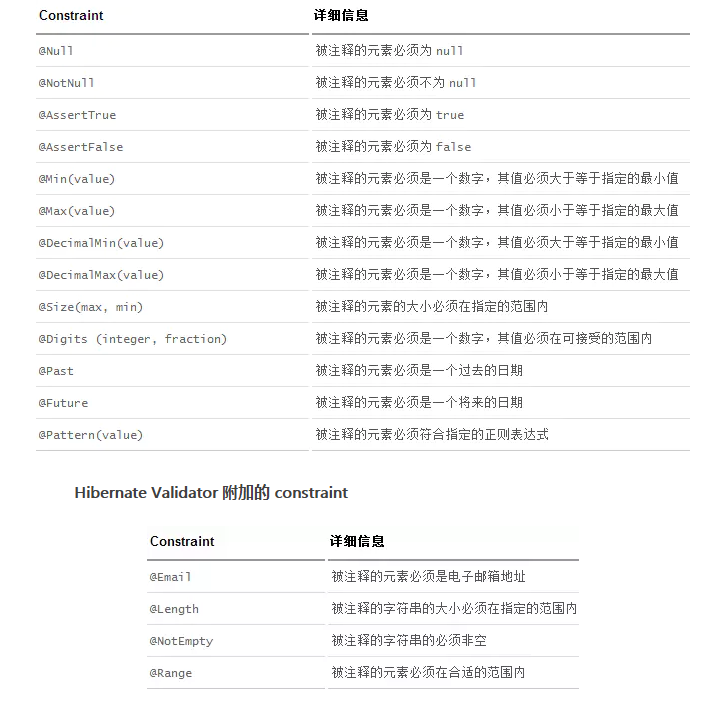 Constraint 详细信息
@Null 被注释的元素必须为 null
@NotNull 被注释的元素必须不为 null
@AssertTrue 被注释的元素必须为 true
@AssertFalse 被注释的元素必须为 false
@Min(value) 被注释的元素必须是一个数字，其值必须大于等于指定的最小值
@Max(value) 被注释的元素必须是一个数字，其值必须小于等于指定的最大值
@DecimalMin(value) 被注释的元素必须是一个数字，其值必须大于等于指定的最小值
@DecimalMax(value) 被注释的元素必须是一个数字，其值必须小于等于指定的最大值
@Size(max, min) 被注释的元素的大小必须在指定的范围内
@Digits (integer, fraction) 被注释的元素必须是一个数字，其值必须在可接受的范围内
@Past 被注释的元素必须是一个过去的日期
@Future 被注释的元素必须是一个将来的日期
@Pattern(value) 被注释的元素必须符合指定的正则表达式
Hibernate Validator 附加的 constraint
Constraint 详细信息
@Email 被注释的元素必须是电子邮箱地址
@Length 被注释的字符串的大小必须在指定的范围内
@NotEmpty 被注释的字符串的必须非空
@Range 被注释的元素必须在合适的范围内